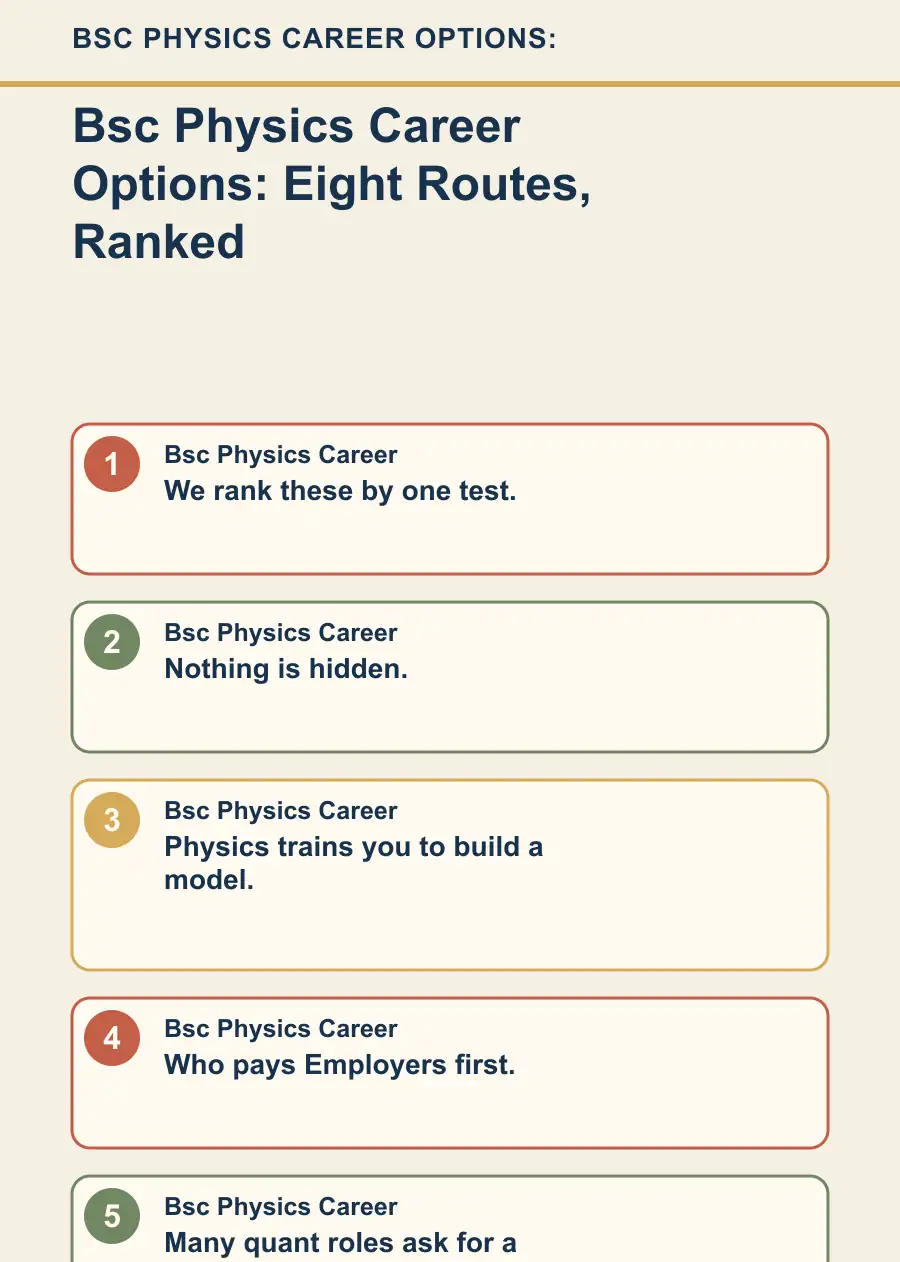 BSC PHYSICS CAREER OPTIONS:
Bsc Physics Career
Options: Eight Routes,
Ranked
1
Bsc Physics Career
We rank these by one test.
2
Bsc Physics Career
Nothing is hidden.
3
Bsc Physics Career
Physics trains you to build a
model.
4
Bsc Physics Career
Who pays Employers first.
5
Bsc Physics Career
Many quant roles ask for a